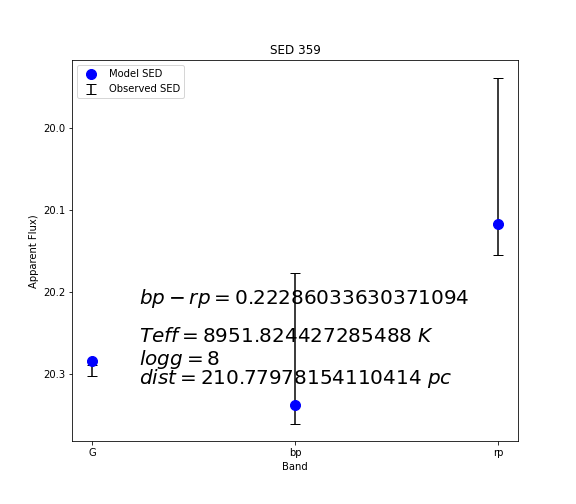 SED 359
Model SED
Observed SED
20.0
20.1
20.2
20.3
Apparent Flux)
bp − rp = 0.22286033630371094
Teff = 8951.824427285488 K
logg = 8
dist = 210.77978154110414 pc
G
bp
rp
Band